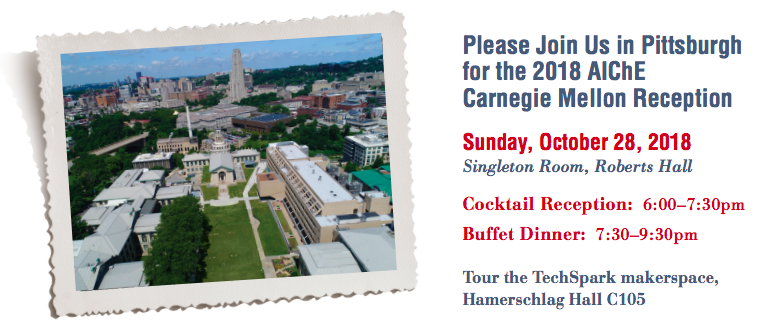 Please Join Us in Pittsburgh
for the 2018 AIChE
Carnegie Mellon Reception
Sunday, October 28, 2018
Singleton Room, Roberts Hall
Cocktail Reception: 6:00–7:30pm
Buffet Dinner: 7:30–9:30pm
Tour the TechSpark makerspace,
Hamerschlag Hall C105